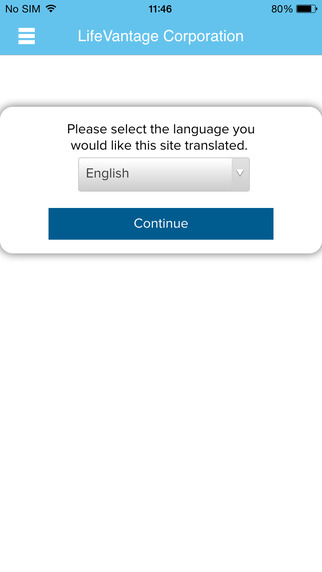 No SIM 11:46 80%
LifeVantage Corporation
Please select the language you
would like this site translated.
English
Continue